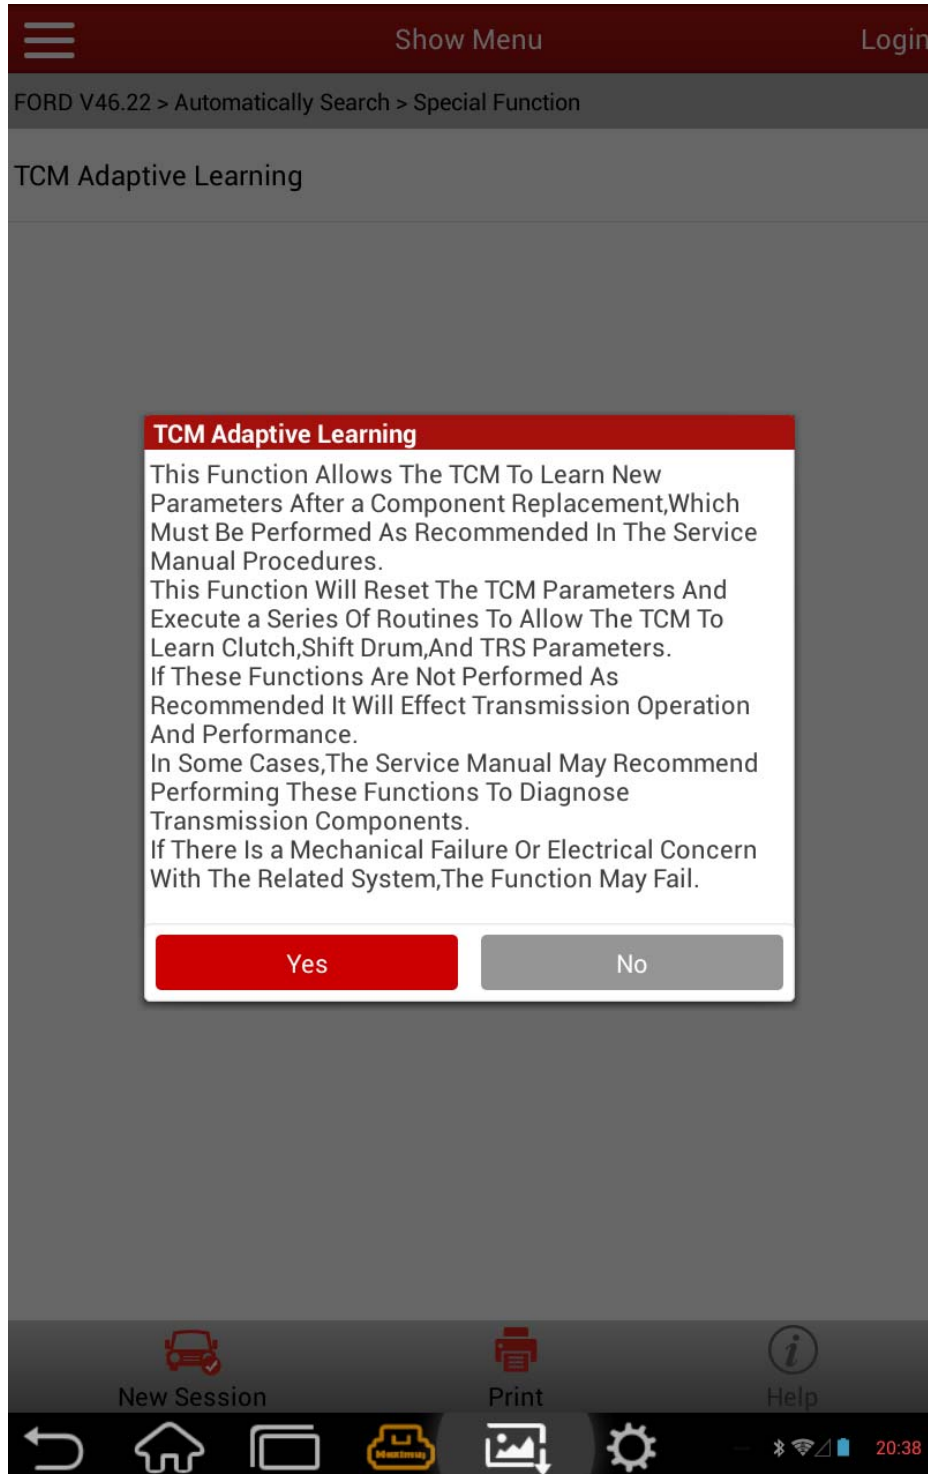 Show Menu
Login
FORD V46.22 > Automatically Search > Special Function
TCM Adaptive Learning
TCM Adaptive Learning
This Function Allows The TCM To Learn New
Parameters After a Component Replacement,Which
Must Be Performed As Recommended In The Service
Manual Procedures.
This Function Will Reset The TCM Parameters And
Execute a Series Of Routines To Allow The TCM To
Learn Clutch,Shift Drum,And TRS Parameters.
If These Functions Are Not Performed As
Recommended It Will Effect Transmission Operation
And Performance.
In Some Cases,The Service Manual May Recommend
Performing These Functions To Diagnose
Transmission Components.
If There Is a Mechanical Failure Or Electrical Concern
With The Related System,The Function May Fail.
Yes
No
New Session
Print
Help
20:38